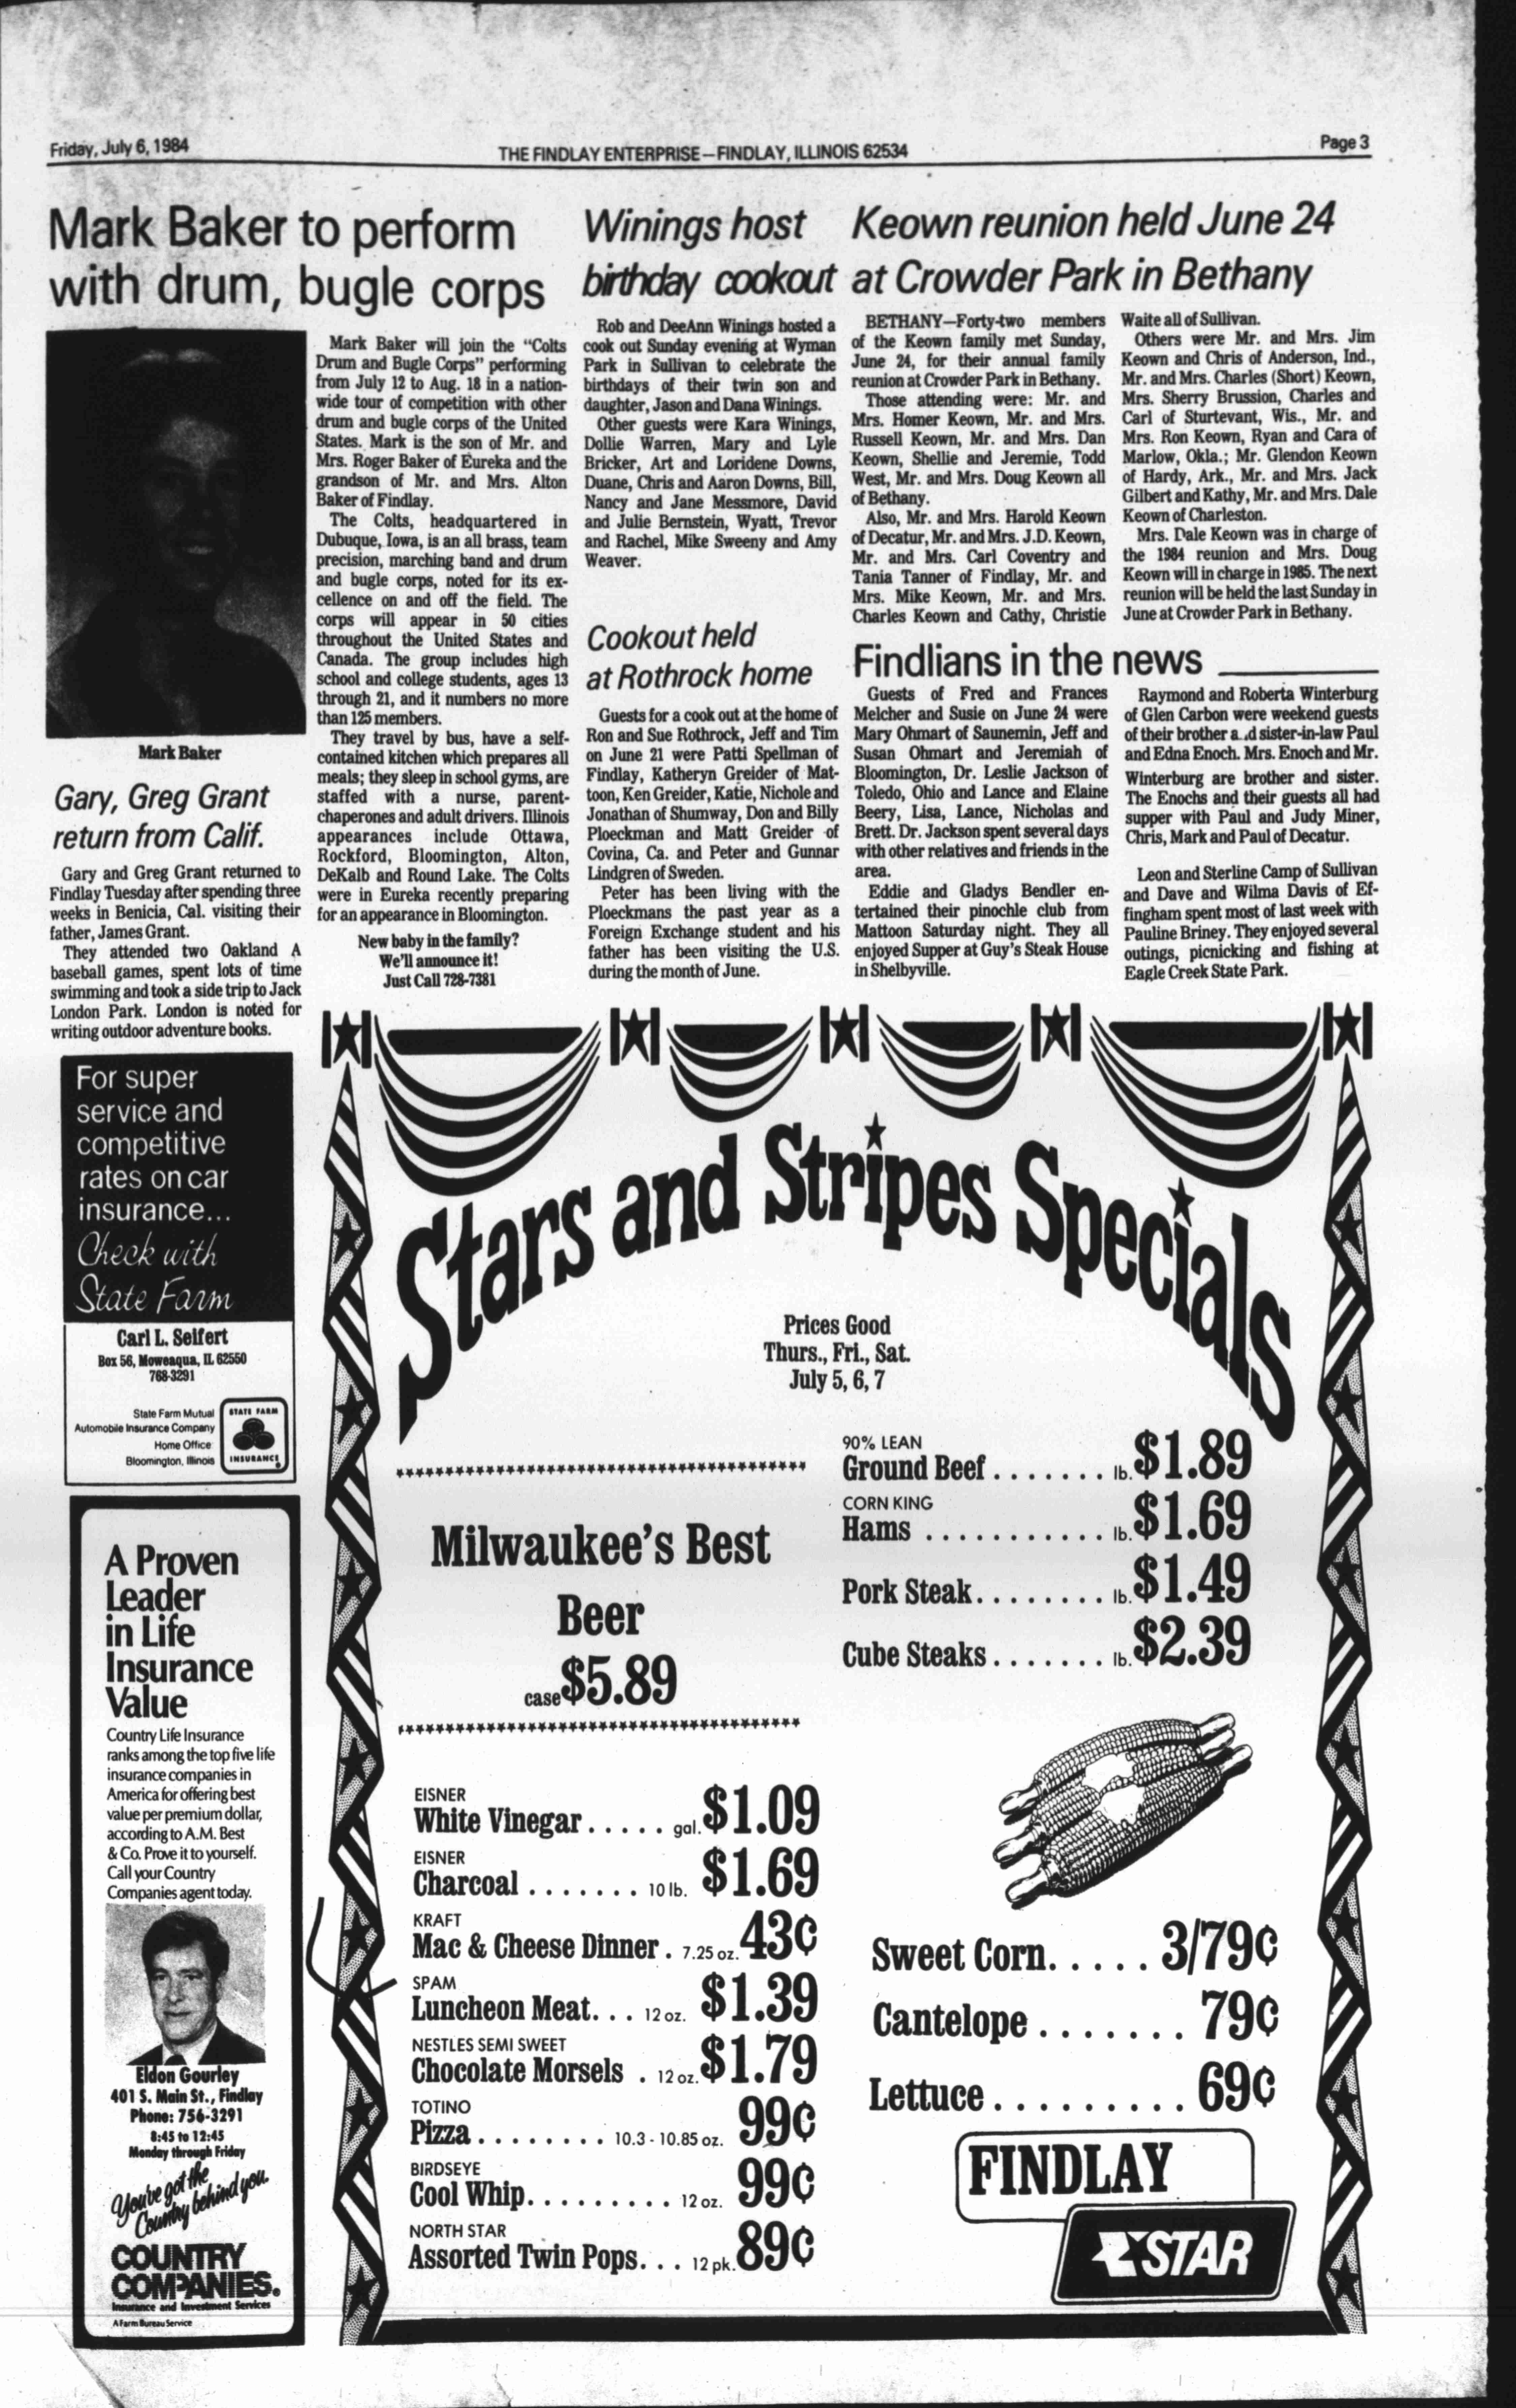 Friday, July 6, 1984
THE FINDLAY ENTERPRISE—FINDLAY, ILLINOIS 62534
Page 3
Mark Baker to perform
with drum, bugle corps
Mark Baker
Mark Baker will join the “Colts
Drum and Bugle Corps” performing
from July 12 to Aug. 18 in a nation-
wide tour of competition with other
drum and bugle corps of the United
States. Mark is the son of Mr. and
Mrs. Roger Baker of Eureka and the
grandson of Mr. and Mrs. Alton
Baker of Findlay.
The Colts, headquartered in
Dubuque, Iowa, is an all brass, team
precision, marching band and drum
and bugle corps, noted for its ex-
cellence on and off the field. The
corps will appear in 50 cities
throughout the United States and
Canada. The group includes high
school and college students, ages 13
through 21, and it numbers no more
than 125 members.
They travel by bus, have a self-
contained kitchen which prepares all
meals; they sleep in school gyms, are
staffed with a nurse, parent-
chaperones and adult drivers. Illinois
appearances include Ottawa,
Rockford, Bloomington, Alton,
DeKalb and Round Lake. The Colts
were in Eureka recently preparing
for an appearance in Bloomington.
New baby in the family?
We'll announce it!
Just Call 728-7381
Gary, Greg Grant
return from Calif.
Gary and Greg Grant returned to
Findlay Tuesday after spending three
weeks in Benicia, Cal. visiting their
father, James Grant.
They attended two Oakland A
baseball games, spent lots of time
swimming and took a side trip to Jack
London Park. London is noted for
writing outdoor adventure books.
Winings host
birthday cookout
Rob and DeeAnn Winings hosted a
cook out Sunday evening at Wyman
Park in Sullivan to celebrate the
birthdays of their twin son and
daughter, Jason and Dana Winings.
Other guests were Kara Winings,
Dollie Warren, Mary and Lyle
Bricker, Art and Loridene Downs,
Duane, Chris and Aaron Downs, Bill,
Nancy and Jane Messmore, David
and Julie Bernstein, Wyatt, Trevor
and Rachel, Mike Sweeny and Amy
Weaver.
Cookout held
at Rothrock home
Guests for a cook out at the home of
Ron and Sue Rothrock, Jeff and Tim
on June 21 were Patti Spellman of
Findlay, Katheryn Greider of Mat-
toon, Ken Greider, Katie, Nichole and
Jonathan of Shumway, Don and Billy
Ploeckman and Matt Greider of
Covina, Ca. and Peter and Gunnar
Lindgren of Sweden.
Peter has been living with the
Ploeckmans the past year as a
Foreign Exchange student and his
father has been visiting the U.S.
during the month of June.
Keown reunion held June 24
at Crowder Park in Bethany
BETHANY—Forty-two members
of the Keown family met Sunday,
June 24, for their annual family
reunion at Crowder Park in Bethany.
Those attending were: Mr. and
Mrs. Homer Keown, Mr. and Mrs.
Russell Keown, Mr. and Mrs. Dan
Keown, Shellie and Jeremie, Todd
West, Mr. and Mrs. Doug Keown all
of Bethany.
Also, Mr. and Mrs. Harold Keown
of Decatur, Mr. and Mrs. J.D. Keown,
Mr. and Mrs. Carl Coventry and
Tania Tanner of Findlay, Mr. and
Mrs. Mike Keown, Mr. and Mrs.
Charles Keown and Cathy, Christie
Waite all of Sullivan.
Others were Mr. and Mrs. Jim
Keown and Chris of Anderson, Ind.,
Mr. and Mrs. Charles (Short) Keown,
Mrs. Sherry Brussion, Charles and
Carl of Sturtevant, Wis., Mr. and
Mrs. Ron Keown, Ryan and Cara of
Marlow, Okla.; Mr. Glendon Keown
of Hardy, Ark., Mr. and Mrs. Jack
Gilbert and Kathy, Mr. and Mrs. Dale
Keown of Charleston.
Mrs. Dale Keown was in charge of
the 1984 reunion and Mrs. Doug
Keown will in charge in 1985. The next
reunion will be held the last Sunday in
June at Crowder Park in Bethany.
Findlians in the news
Guests of Fred and Frances
Melcher and Susie on June 24 were
Mary Ohmart of Saunemin, Jeff and
Susan Ohmart and Jeremiah of
Bloomington, Dr. Leslie Jackson of
Toledo, Ohio and Lance and Elaine
Beery, Lisa, Lance, Nicholas and
Brett. Dr. Jackson spent several days
with other relatives and friends in the
area.
Eddie and Gladys Bendler en-
tertained their pinochle club from
Mattoon Saturday night. They all
enjoyed Supper at Guy's Steak House
in Shelbyville.
Raymond and Roberta Winterburg
of Glen Carbon were weekend guests
of their brother a.d sister-in-law Paul
and Edna Enoch. Mrs. Enoch and Mr.
Winterburg are brother and sister.
The Enochs and their guests all had
supper with Paul and Judy Miner,
Chris, Mark and Paul of Decatur.
Leon and Sterline Camp of Sullivan
and Dave and Wilma Davis of Ef-
fingham spent most of last week with
Pauline Briney. They enjoyed several
outings, picnicking and fishing at
Eagle Creek State Park.
For super
service and
competitive
rates on car
insurance...
Check with
State Farm
Carl L. Seifert
Box 56, Moweaqua, IL 62550
768-3291
State Farm Mutual
Automobile Insurance Company
Home Office
Bloomington, Illinois
STATE FARM
INSURANCE
A Proven
Leader
in Life
Insurance
Value
Country Life Insurance
ranks among the top five life
insurance companies in
America for offering best
value per premium dollar,
according to A.M. Best
& Co. Prove it to yourself.
Call your Country
Companies agent today.
Eldon Gourley
401 S. Main St., Findlay
Phone: 756-3291
8:45 to 12:45
Monday through Friday
You've got the
Country behind you.
COUNTRY
COMPANIES.
Insurance and Investment Services
A Farm Bureau Service
Stars and Stripes Specials
Prices Good
Thurs., Fri., Sat.
July 5, 6, 7
Milwaukee's Best
Beer
case $5.89
90% LEAN
Ground Beef....... lb. $1.89
CORN KING
Hams ........... lb. $1.69
Pork Steak........ lb. $1.49
Cube Steaks....... lb. $2.39
EISNER
White Vinegar..... gal. $1.09
EISNER
Charcoal ....... 10 lb. $1.69
KRAFT
Mac & Cheese Dinner. 7.25 oz. 43¢
SPAM
Luncheon Meat... 12 oz. $1.39
NESTLES SEMI SWEET
Chocolate Morsels . 12 oz. $1.79
TOTINO
Pizza........ 10.3 - 10.85 oz. 99¢
BIRDSEYE
Cool Whip......... 12 oz. 99¢
NORTH STAR
Assorted Twin Pops... 12 pk. 89¢
Sweet Corn..... 3/79¢
Cantelope....... 79¢
Lettuce.......... 69¢
FINDLAY
STAR